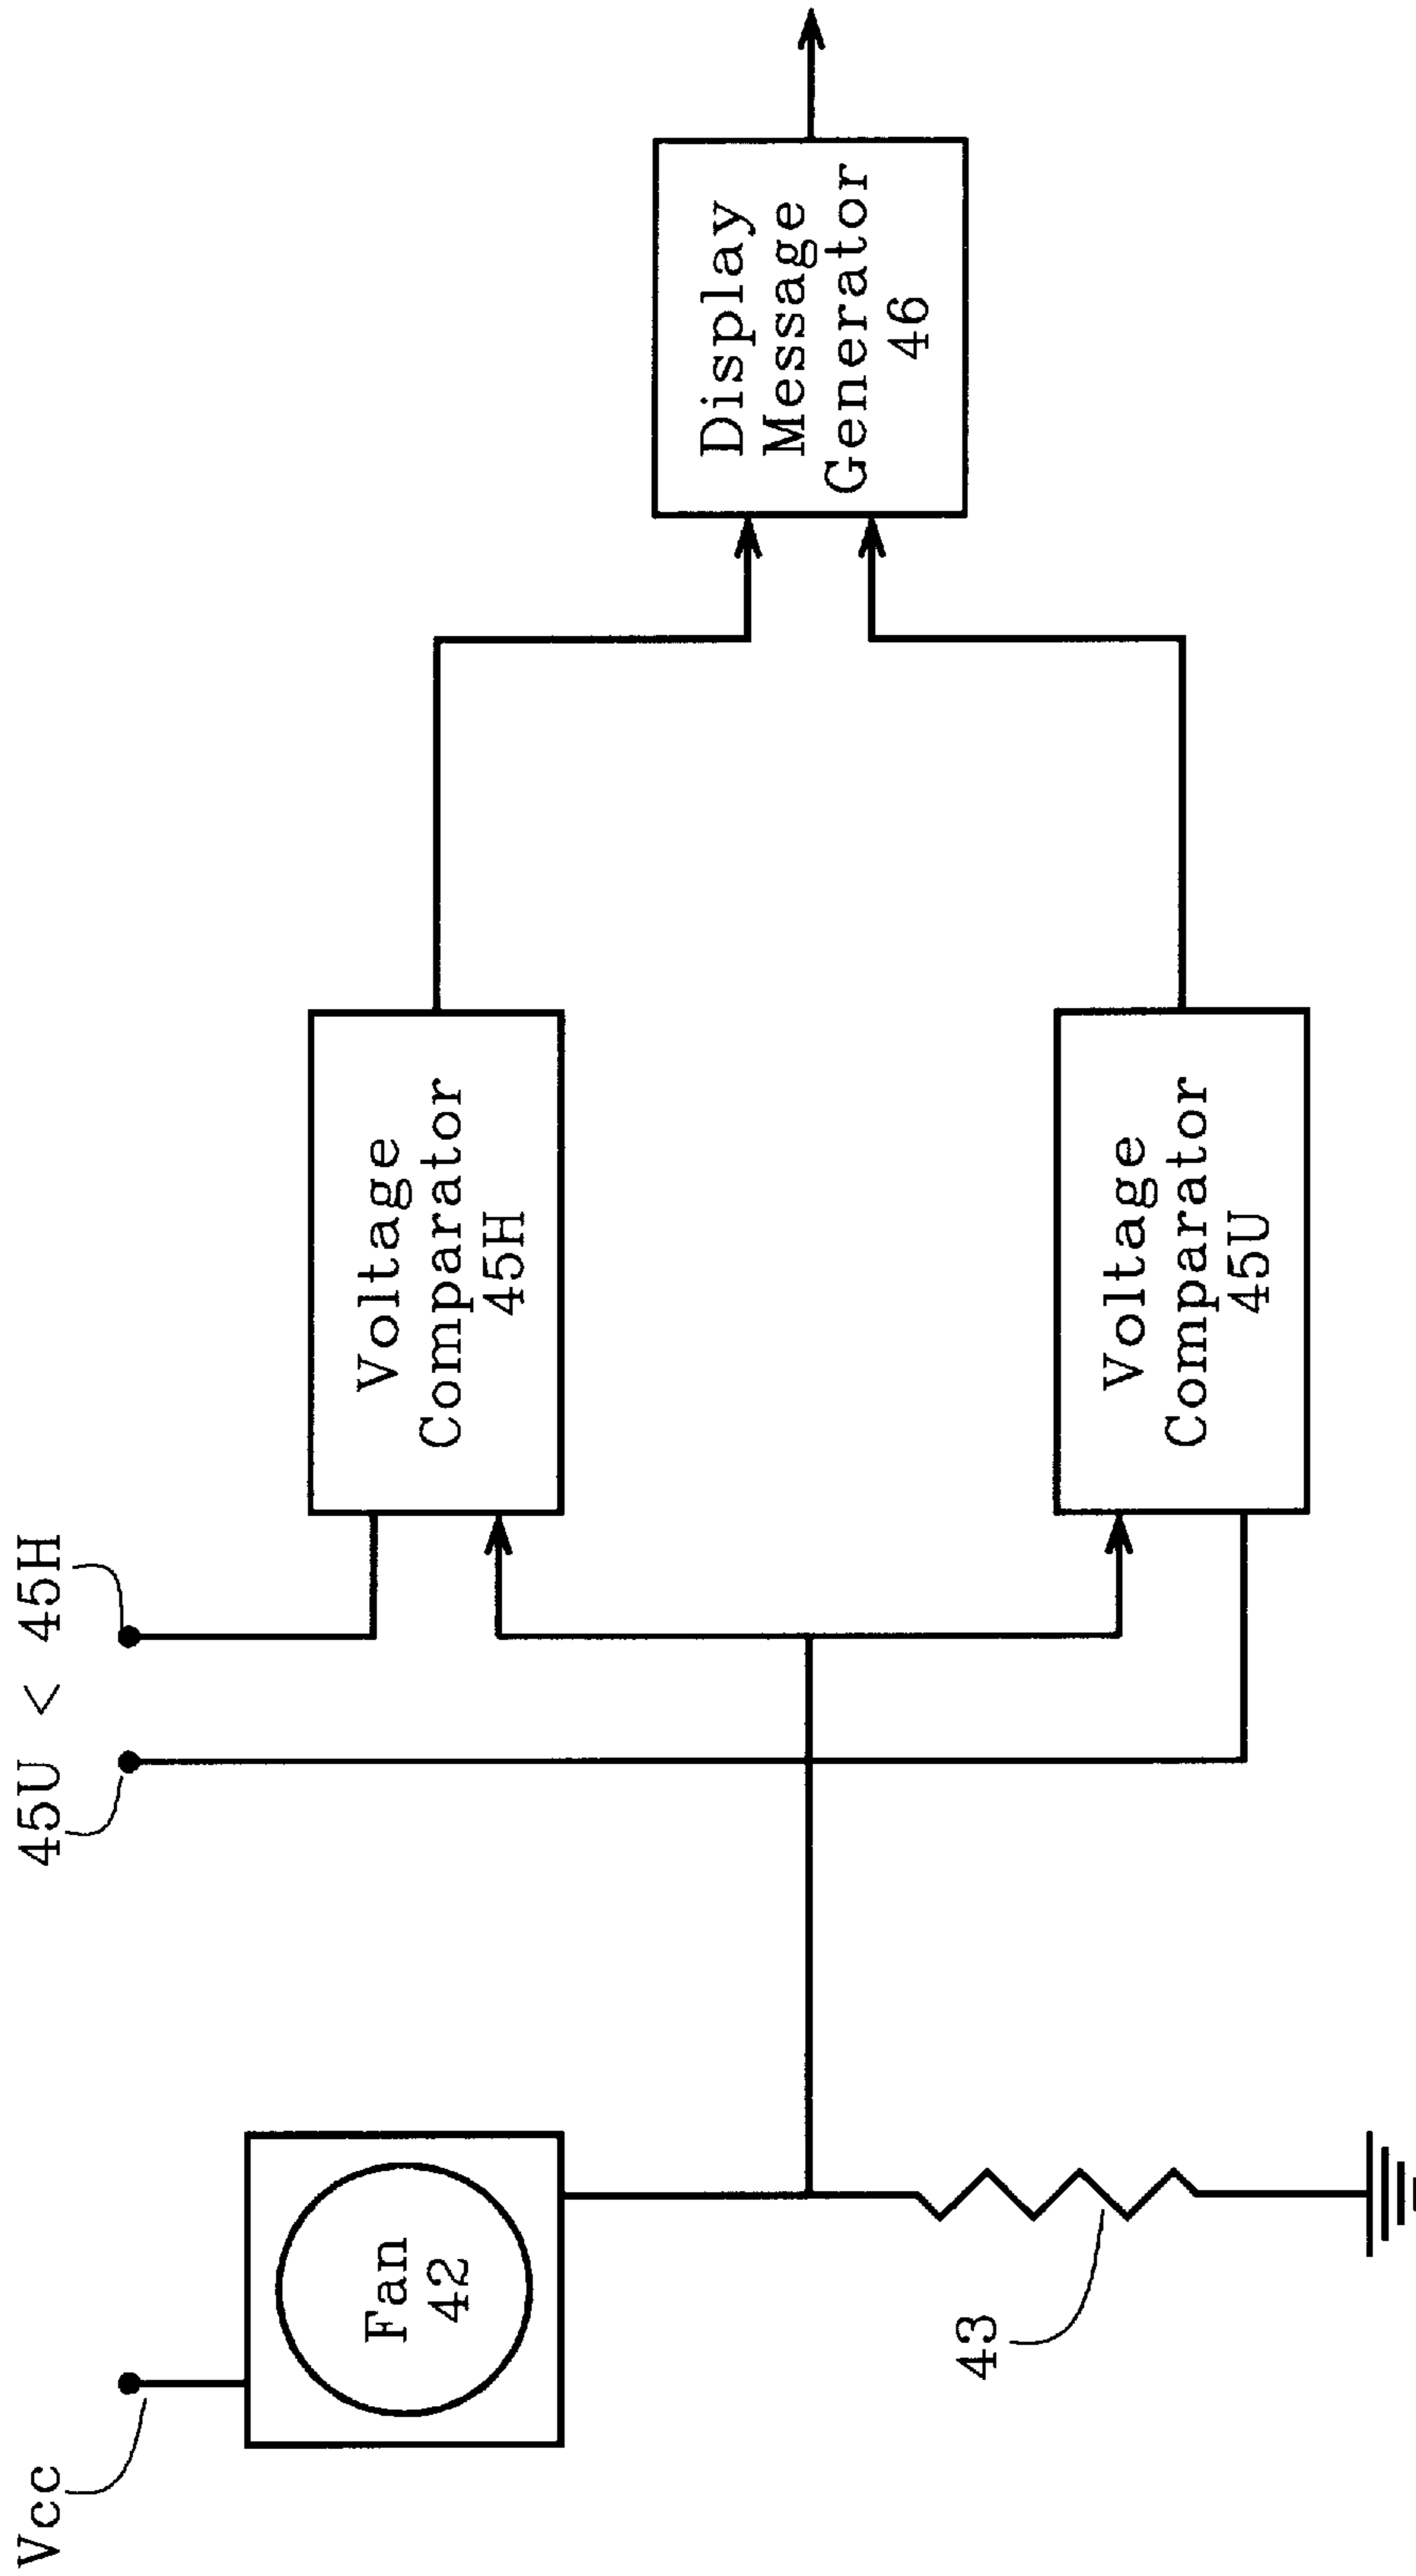 Vcc
45U < 45H
Fan
42
43
Voltage
Comparator
45H
Voltage
Comparator
45U
Display
Message
Generator
46